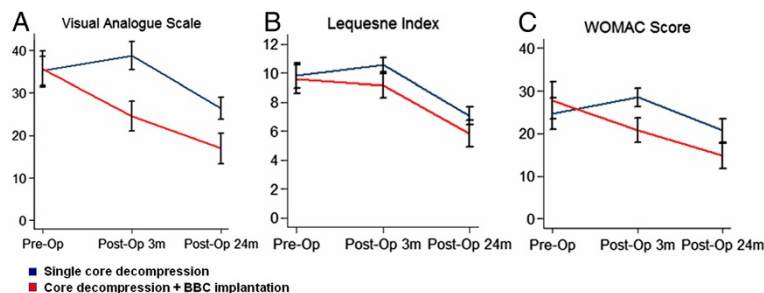 A
Visual Analogue Scale
40
30
20
10
0
Pre-Op Post-Op 3m Post-Op 24m
B
Lequesne Index
12
10
8
6
4
2
0
Pre-Op Post-Op 3m Post-Op 24m
C
WOMAC Score
40
30
20
10
0
Pre-Op Post-Op 3m Post-Op 24m
Single core decompression
Core decompression + BBC implantation